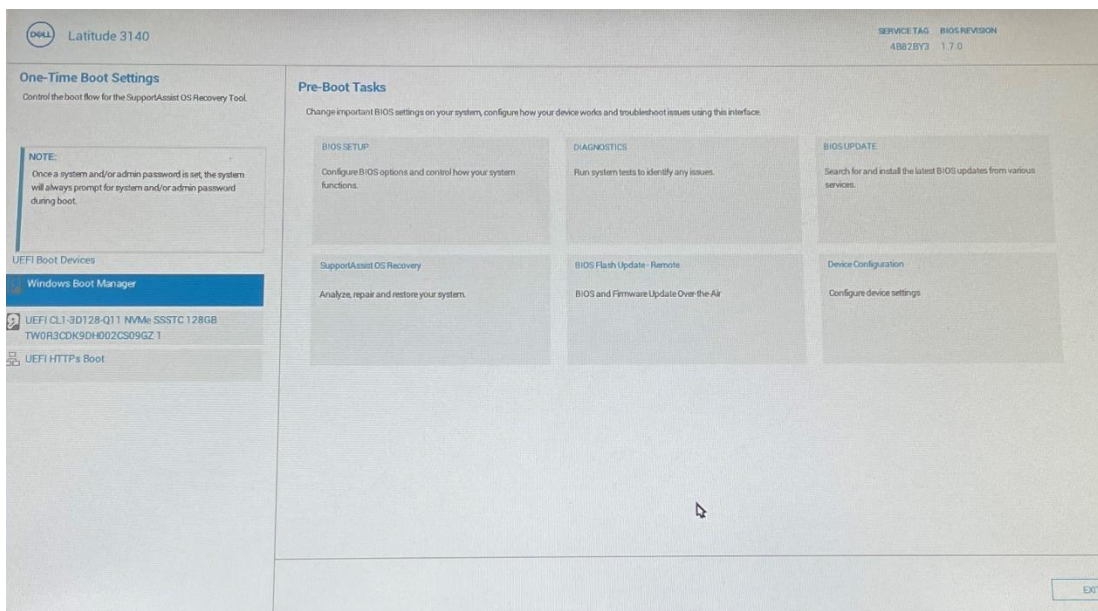 DELL
Latitude 3140
SERVICE TAG BIOS REVISION
4BB2BY3 1.7.0
One-Time Boot Settings
Control the boot flow for the SupportAssist OS Recovery Tool.
NOTE:
Once a system and/or admin password is set, the system
will always prompt for system and/or admin password
during boot.
UEFI Boot Devices
Windows Boot Manager
UEFI CL1-3D128-Q11 NVMe SSSTC 128GB
TW0R3CDK9DH002CS09GZ 1
UEFI HTTPs Boot
Pre-Boot Tasks
Change important BIOS settings on your system, configure how your device works and troubleshoot issues using this interface.
BIOS SETUP
Configure BIOS options and control how your system
functions.
DIAGNOSTICS
Run system tests to identify any issues.
BIOS UPDATE
Search for and install the latest BIOS updates from various
services.
SupportAssist OS Recovery
Analyze, repair and restore your system.
BIOS Flash Update - Remote
BIOS and Firmware Update Over-the-Air
Device Configuration
Configure device settings